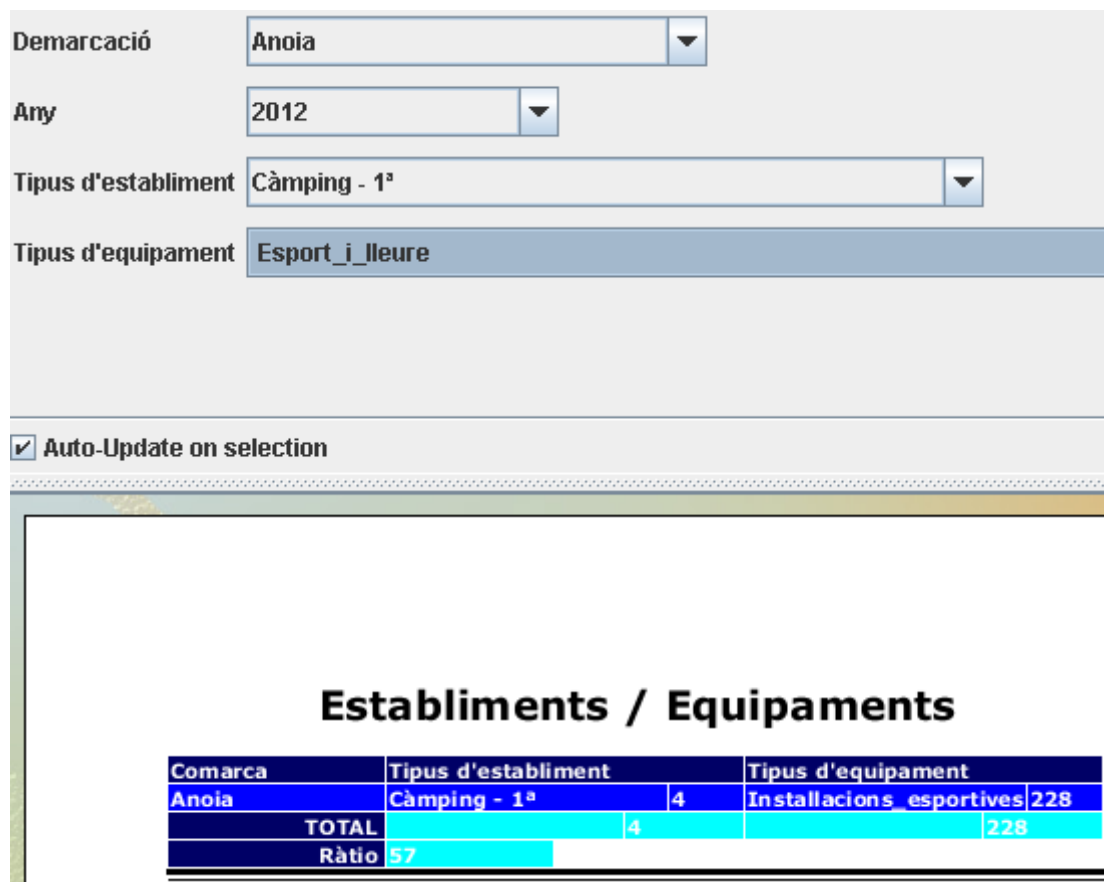 Demarcació Anoia
Any 2012
Tipus d'establiment Càmping - 1ª
Tipus d'equipament Esport_i_lleure
Auto-Update on selection
Establiments / Equipaments
Comarca Tipus d'establiment Tipus d'equipament
Anoia Càmping - 1ª 4 Installacions_esportives 228
TOTAL 4 228
Ràtio 57